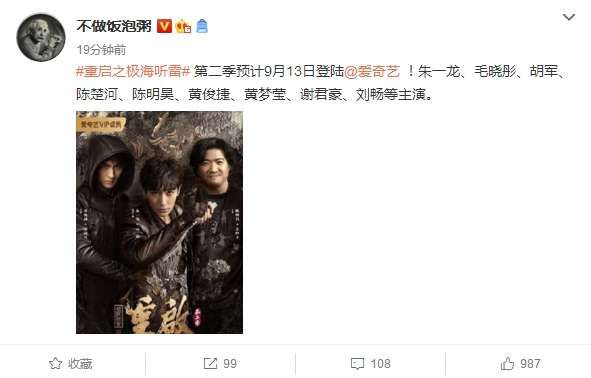 不做饭泡粥
19分钟前
#重启之极海听雷# 第二季预计9月13日登陆@爱奇艺 ！朱一龙、毛晓彤、胡军、
陈楚河、陈明昊、黄俊捷、黄梦莹、谢君豪、刘畅等主演。
爱奇艺VIP会员
重啟
收藏
99
108
987